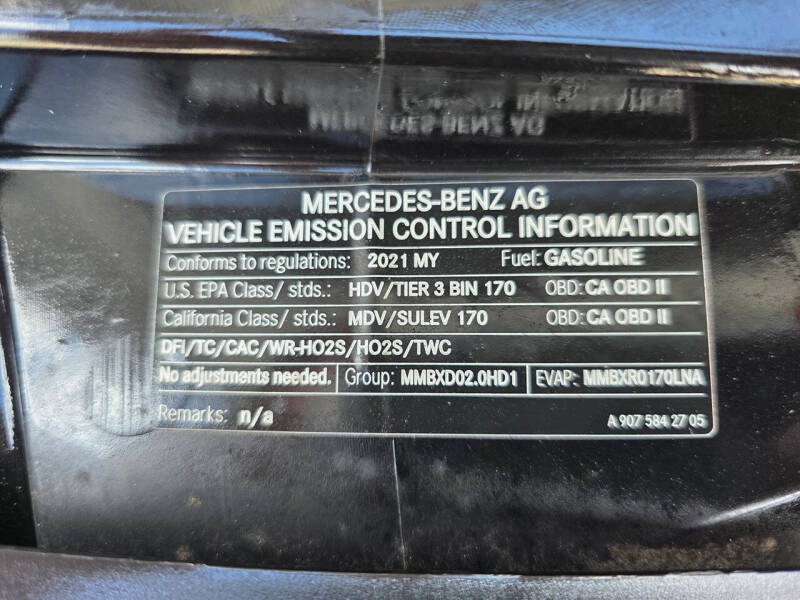 MERCEDES-BENZ AG
VEHICLE EMISSION CONTROL INFORMATION
Conforms to regulations: 2021 MY Fuel: GASOLINE
U.S. EPA Class/ stds.: HDV/TIER 3 BIN 170 OBD: CA OBD II
California Class/ stds.: MDV/SULEV 170 OBD: CA OBD II
DFI/TC/CAC/WR-HO2S/HO2S/TWC
No adjustments needed. Group: MMBXD02.0HD1 EVAP: MMBXR0170LNA
Remarks: n/a A 907 584 27 05